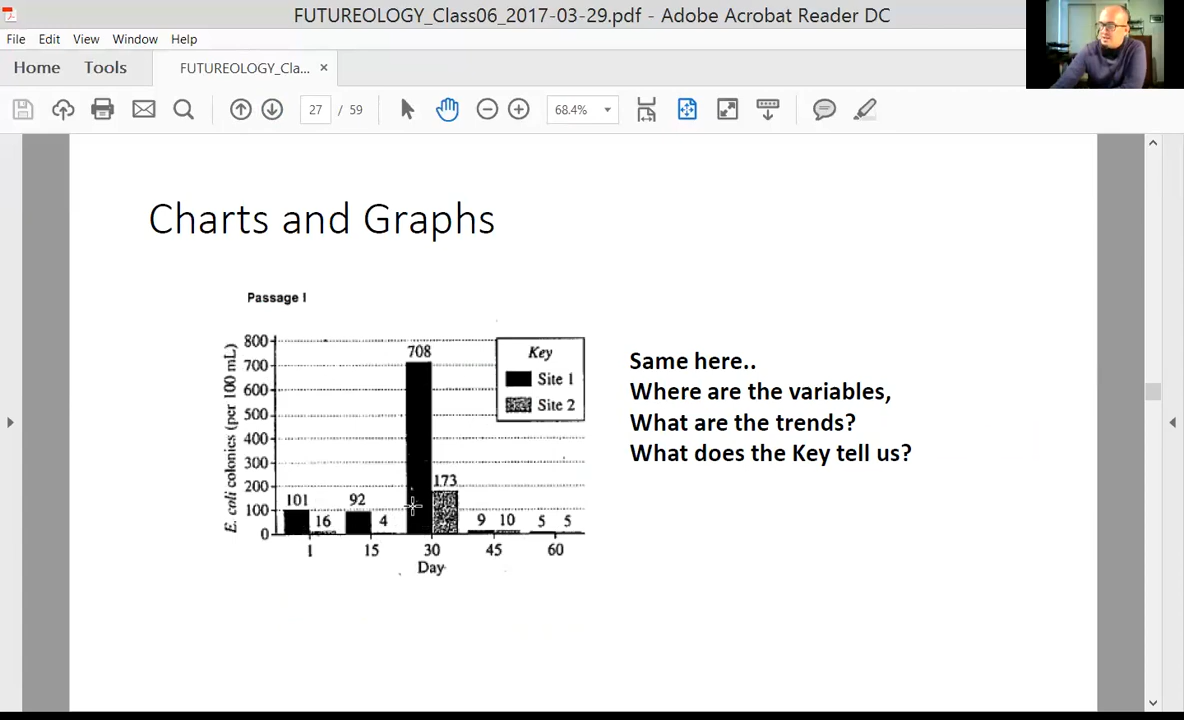 FUTUREOLOGY_Class06_2017-03-29.pdf - Adobe Acrobat Reader DC
File Edit View Window Help
Home Tools FUTUREOLOGY_Cla... ×
27 / 59 68.4%
Charts and Graphs
Passage I
E. coli colonies (per 100 mL)
800
700
600
500
400
300
200
100
0
708
173
101
16
92
4
9 10
5 5
1 15 30 45 60
Day
Key
Site 1
Site 2
Same here..
Where are the variables,
What are the trends?
What does the Key tell us?